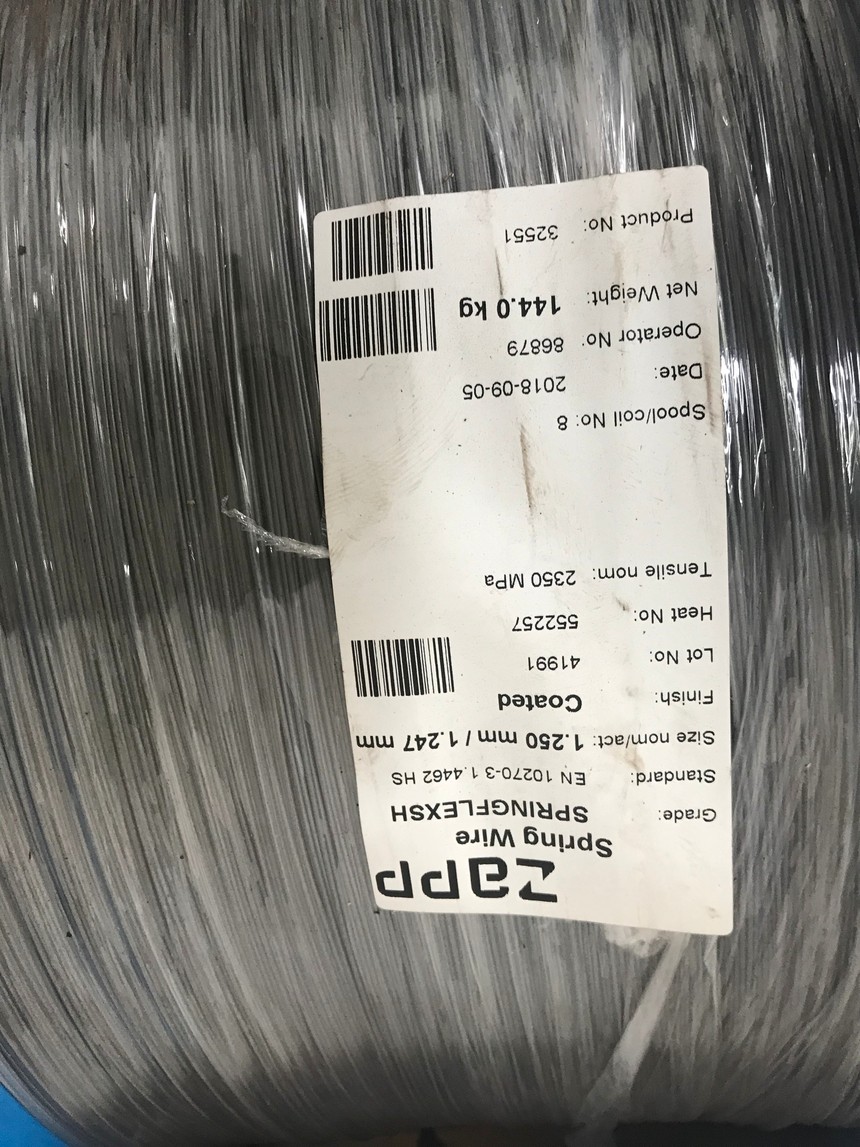 zapp
Spring Wire
Grade: SPRINGFLEXSH
Standard: EN 10270-3 1.4462 HS
Size nom/act: 1.250 mm / 1.247 mm
Finish: Coated
Lot No: 41991
Heat No: 552257
Tensile nom: 2350 MPa
Spool/coil No: 8
Date: 2018-09-05
Operator No: 86879
Net Weight: 144.0 kg
Product No: 32551